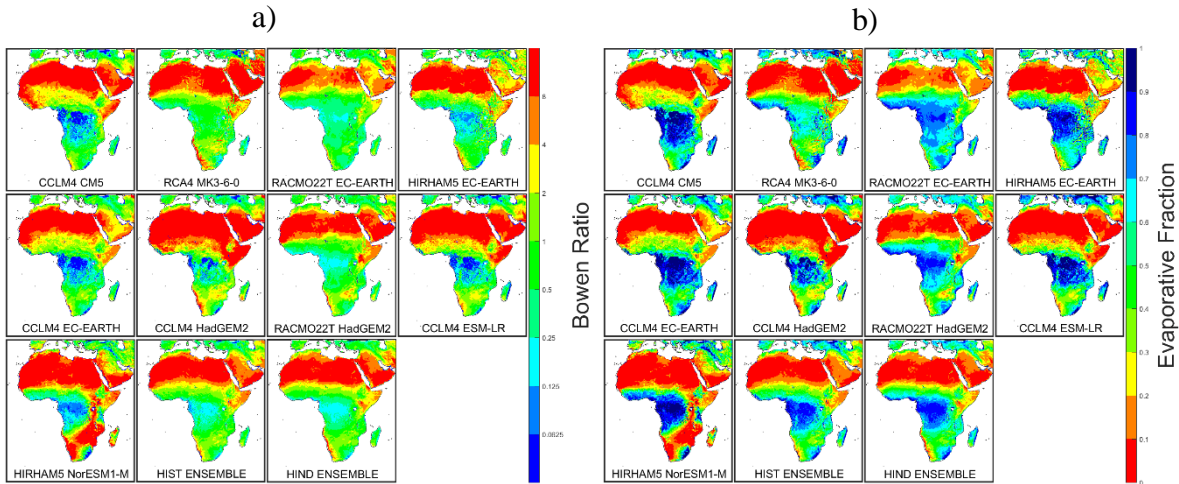 a)
b)
CCLM4 CM5
RCA4 MK3-6-0
RACMO22T EC-EARTH
HIRHAM5 EC-EARTH
CCLM4 EC-EARTH
CCLM4 HadGEM2
RACMO22T HadGEM2
CCLM4 ESM-LR
HIRHAM5 NorESM1-M
HIST ENSEMBLE
HIND ENSEMBLE
8
4
2
1
0.5
0.25
0.125
0.0625
Bowen Ratio
CCLM4 CM5
RCA4 MK3-6-0
RACMO22T EC-EARTH
HIRHAM5 EC-EARTH
CCLM4 EC-EARTH
CCLM4 HadGEM2
RACMO22T HadGEM2
CCLM4 ESM-LR
HIRHAM5 NorESM1-M
HIST ENSEMBLE
HIND ENSEMBLE
1
0.9
0.8
0.7
0.6
0.5
0.4
0.3
0.2
0.1
0
Evaporative Fraction